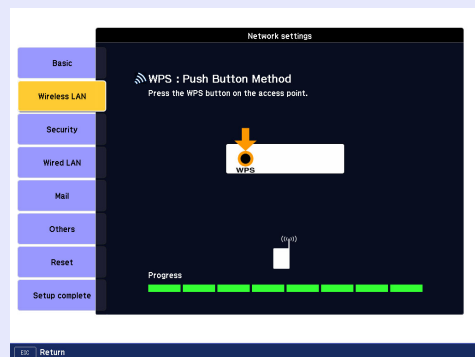 Network settings
Basic
Wireless LAN
Security
Wired LAN
Mail
Others
Reset
Setup complete
WPS : Push Button Method
Press the WPS button on the access point.
WPS
Progress
ESC Return